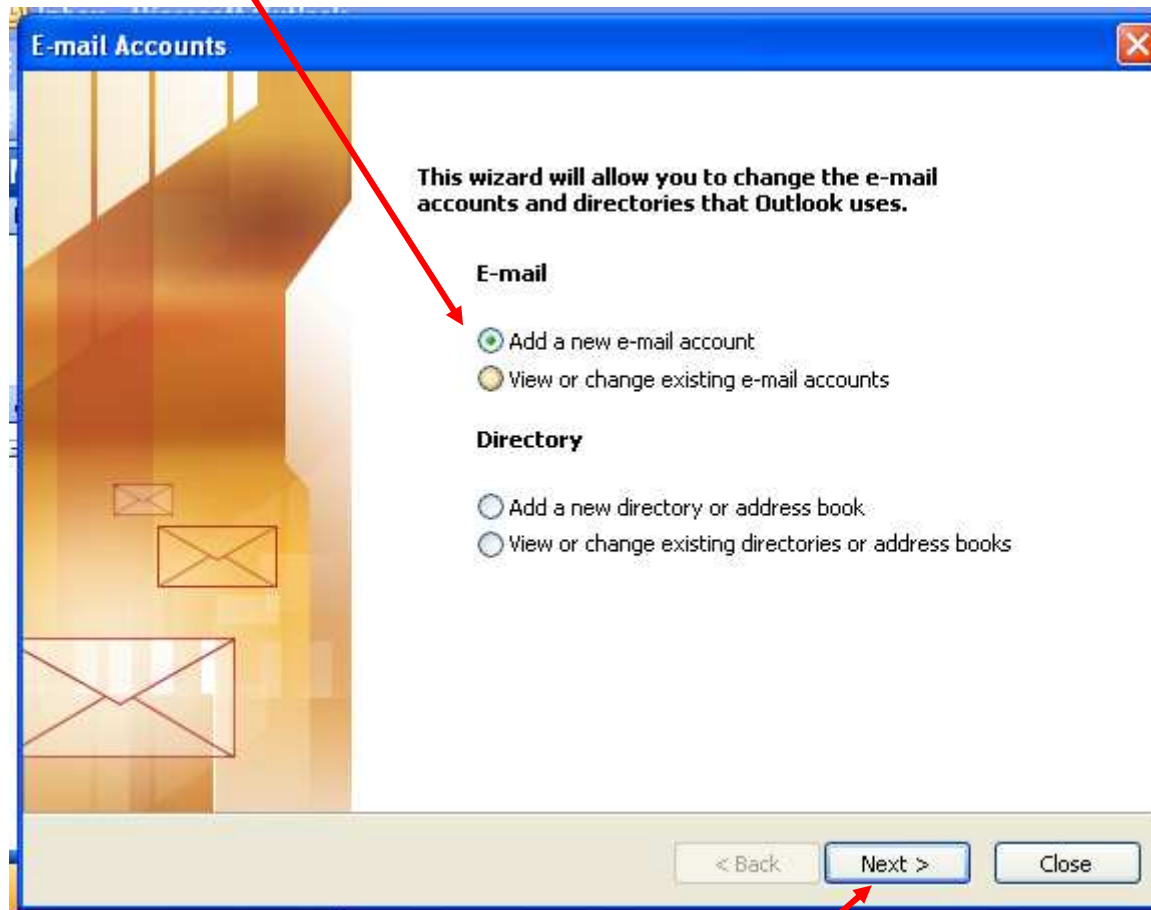 E-mail Accounts
This wizard will allow you to change the e-mail
accounts and directories that Outlook uses.
E-mail
Add a new e-mail account
View or change existing e-mail accounts
Directory
Add a new directory or address book
View or change existing directories or address books
< Back Next > Close